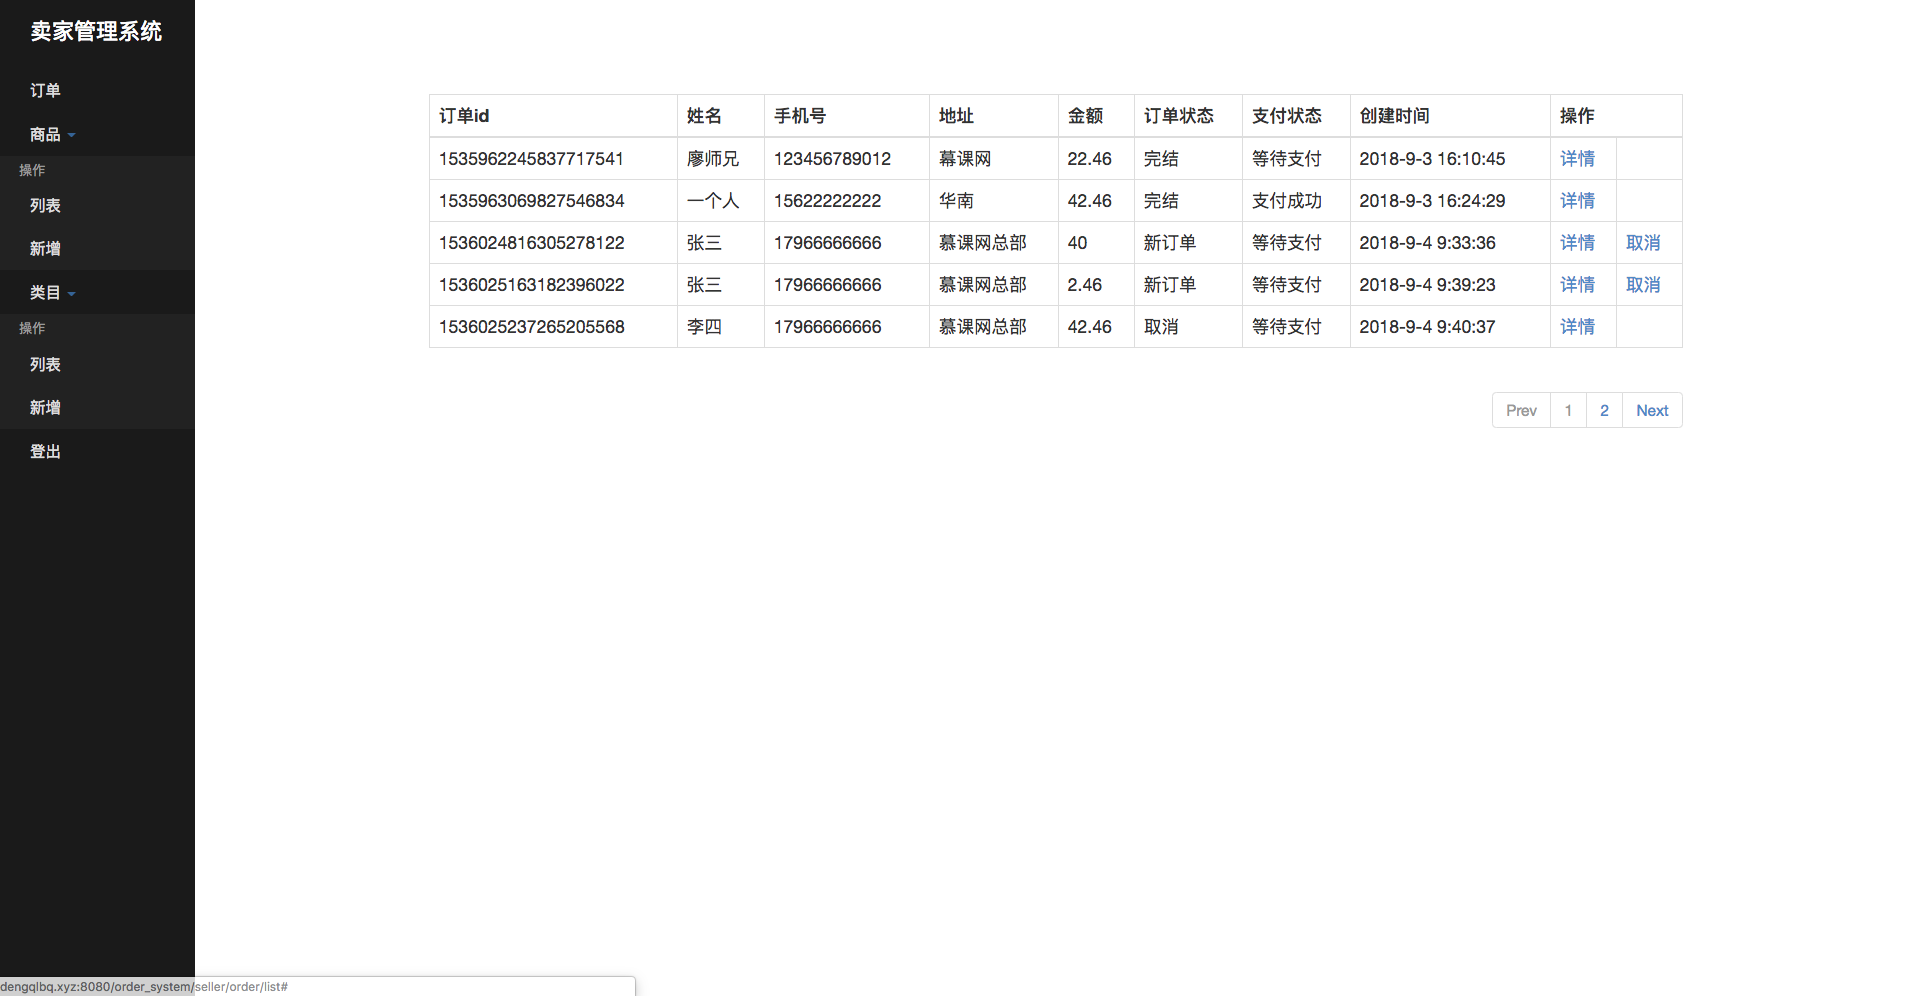 卖家管理系统
订单
商品
操作
列表
新增
类目
操作
列表
新增
登出
订单id 姓名 手机号 地址 金额 订单状态 支付状态 创建时间 操作
1535962245837717541 廖师兄 123456789012 幕课网 22.46 完结 等待支付 2018-9-3 16:10:45 详情
1535963069827546834 一个人 15622222222 华南 42.46 完结 支付成功 2018-9-3 16:24:29 详情
1536024816305278122 张三 17966666666 慕课网总部 40 新订单 等待支付 2018-9-4 9:33:36 详情 取消
1536025163182396022 张三 17966666666 慕课网总部 2.46 新订单 等待支付 2018-9-4 9:39:23 详情 取消
1536025237265205568 李四 17966666666 慕课网总部 42.46 取消 等待支付 2018-9-4 9:40:37 详情
Prev 1 2 Next
dengqlbq.xyz:8080/order_system/seller/order/list#